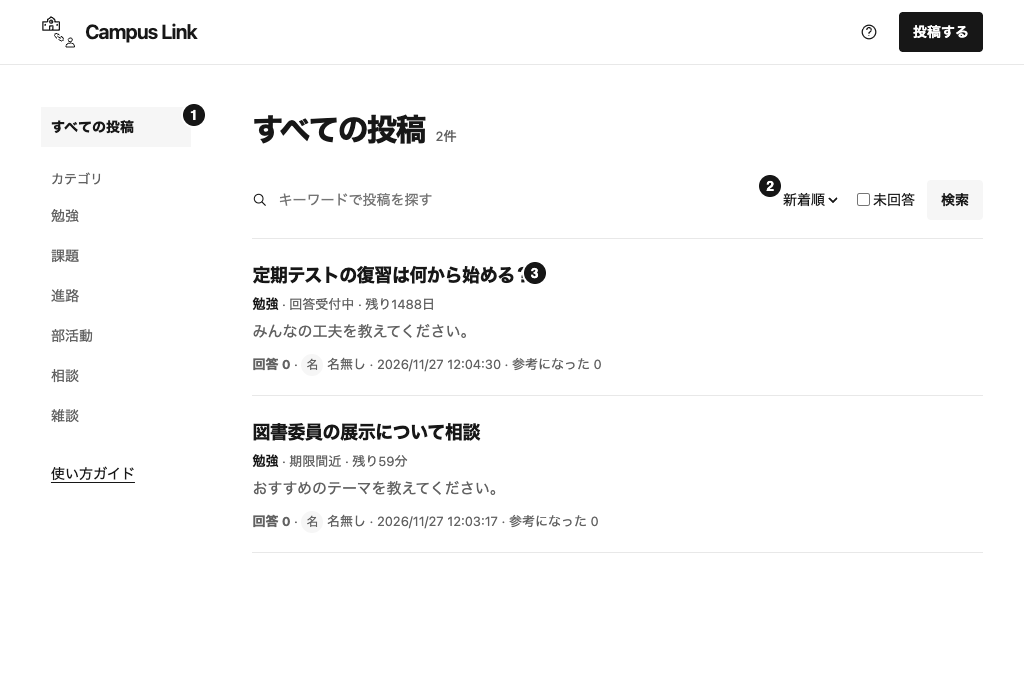 Campus Link
投稿する
すべての投稿
1
カテゴリ
勉強
課題
進路
部活動
相談
雑談
使い方ガイド
すべての投稿 2件
キーワードで投稿を探す
2
新着順
未回答
検索
定期テストの復習は何から始める？
3
勉強 · 回答受付中 · 残り1488日
みんなの工夫を教えてください。
回答 0 · 名 名無し · 2026/11/27 12:04:30 · 参考になった 0
図書委員の展示について相談
勉強 · 期限間近 · 残り59分
おすすめのテーマを教えてください。
回答 0 · 名 名無し · 2026/11/27 12:03:17 · 参考になった 0